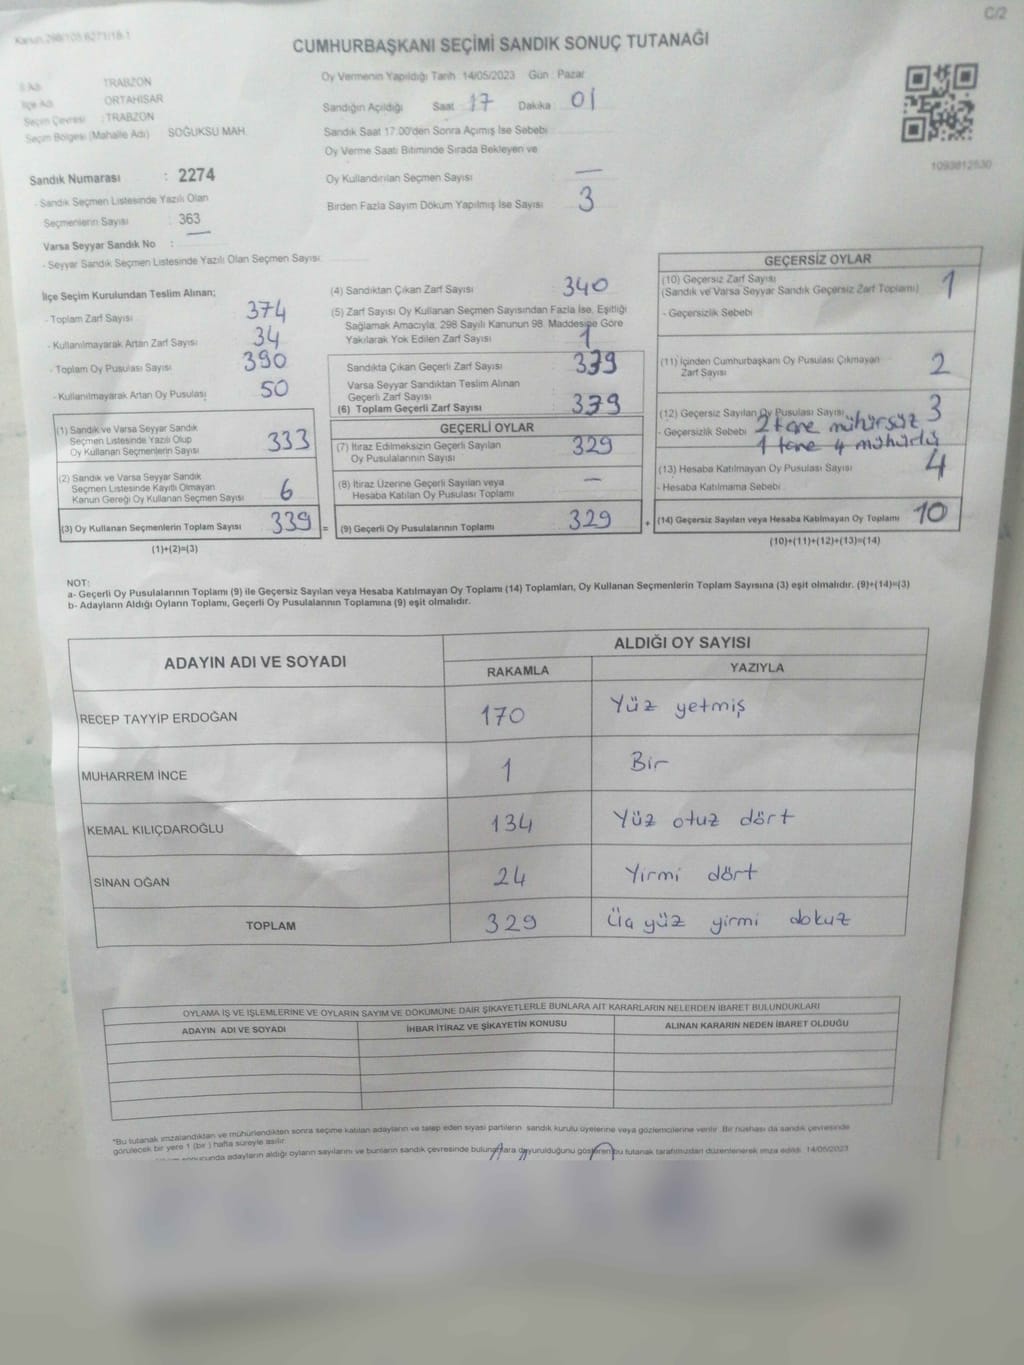 C/2
Kanun 298/105 6271/18-1
CUMHURBAŞKANI SEÇİMİ SANDIK SONUÇ TUTANAĞI
İl Adı TRABZON
İlçe Adı ORTAHİSAR
Seçim Çevresi : TRABZON
Seçim Bölgesi (Mahalle Adı) SOĞUKSU MAH.
Sandık Numarası : 2274
- Sandık Seçmen Listesinde Yazılı Olan
Seçmenlerin Sayısı : 363
Varsa Seyyar Sandık No : —
- Seyyar Sandık Seçmen Listesinde Yazılı Olan Seçmen Sayısı:
Oy Vermenin Yapıldığı Tarih 14/05/2023 Gün : Pazar
Sandığın Açıldığı Saat 17 Dakika 01
Sandık Saat 17.00'den Sonra Açımış İse Sebebi
Oy Verme Saati Bitiminde Sırada Bekleyen ve
Oy Kullandırılan Seçmen Sayısı —
Birden Fazla Sayım Döküm Yapılmış İse Sayısı 3
1093812530
İlçe Seçim Kurulundan Teslim Alınan;
- Toplam Zarf Sayısı 374
- Kullanılmayarak Artan Zarf Sayısı 34
- Toplam Oy Pusulası Sayısı 390
- Kullanılmayarak Artan Oy Pusulası 50
(1) Sandık ve Varsa Seyyar Sandık
Seçmen Listesinde Yazılı Olup
Oy Kullanan Seçmenlerin Sayısı 333
(2) Sandık ve Varsa Seyyar Sandık
Seçmen Listesinde Kayıtlı Olmayan
Kanun Gereği Oy Kullanan Seçmen Sayısı 6
(3) Oy Kullanan Seçmenlerin Toplam Sayısı 339 =
(1)+(2)=(3)
(4) Sandıktan Çıkan Zarf Sayısı 340
(5) Zarf Sayısı Oy Kullanan Seçmen Sayısından Fazla İse, Eşitliği
Sağlamak Amacıyla, 298 Sayılı Kanunun 98. Maddesine Göre
Yakılarak Yok Edilen Zarf Sayısı 1
Sandıkta Çıkan Geçerli Zarf Sayısı 339
Varsa Seyyar Sandıktan Teslim Alınan
Geçerli Zarf Sayısı
(6) Toplam Geçerli Zarf Sayısı 339
GEÇERLİ OYLAR
(7) İtiraz Edilmeksizin Geçerli Sayılan
Oy Pusulalarının Sayısı 329
(8) İtiraz Üzerine Geçerli Sayılan veya
Hesaba Katılan Oy Pusulası Toplamı —
(9) Geçerli Oy Pusulalarının Toplamı 329 +
GEÇERSİZ OYLAR
(10) Geçersiz Zarf Sayısı 1
(Sandık ve Varsa Seyyar Sandık Geçersiz Zarf Toplamı)
- Geçersizlik Sebebi
(11) İçinden Cumhurbaşkanı Oy Pusulası Çıkmayan
Zarf Sayısı 2
(12) Geçersiz Sayılan Oy Pusulası Sayısı 3
- Geçersizlik Sebebi 2 tane mühürsüz
1 tane 4 mühürlü
(13) Hesaba Katılmayan Oy Pusulası Sayısı 4
- Hesaba Katılmama Sebebi
(14) Geçersiz Sayılan veya Hesaba Katılmayan Oy Toplamı 10
(10)+(11)+(12)+(13)=(14)
NOT:
a- Geçerli Oy Pusulalarının Toplamı (9) ile Geçersiz Sayılan veya Hesaba Katılmayan Oy Toplamı (14) Toplamları, Oy Kullanan Seçmenlerin Toplam Sayısına (3) eşit olmalıdır. (9)+(14)=(3)
b- Adayların Aldığı Oyların Toplamı, Geçerli Oy Pusulalarının Toplamına (9) eşit olmalıdır.
ADAYIN ADI VE SOYADI ALDIĞI OY SAYISI
RAKAMLA YAZIYLA
RECEP TAYYİP ERDOĞAN 170 Yüz yetmiş
MUHARREM İNCE 1 Bir
KEMAL KILIÇDAROĞLU 134 Yüz otuz dört
SİNAN OĞAN 24 Yirmi dört
TOPLAM 329 Üç yüz yirmi dokuz
OYLAMA İŞ VE İŞLEMLERİNE VE OYLARIN SAYIM VE DÖKÜMÜNE DAİR ŞİKAYETLERLE BUNLARA AİT KARARLARIN NELERDEN İBARET BULUNDUKLARI
ADAYIN ADI VE SOYADI İHBAR İTİRAZ VE ŞİKAYETİN KONUSU ALINAN KARARIN NEDEN İBARET OLDUĞU
*Bu tutanak imzalandıktan ve mühürlendikten sonra seçime katılan adayların ve talep eden siyasi partilerin sandık kurulu üyelerine veya gözlemcilerine verilir. Bir nüshası da sandık çevresinde
görülecek bir yere 1 (bir) hafta süreyle asılır.
sonucunda adayların aldığı oyların sayılarını ve bunların sandık çevresinde bulunanlara duyurulduğunu gösteren bu tutanak tarafımızdan düzenlenerek imza edildi. 14/05/2023